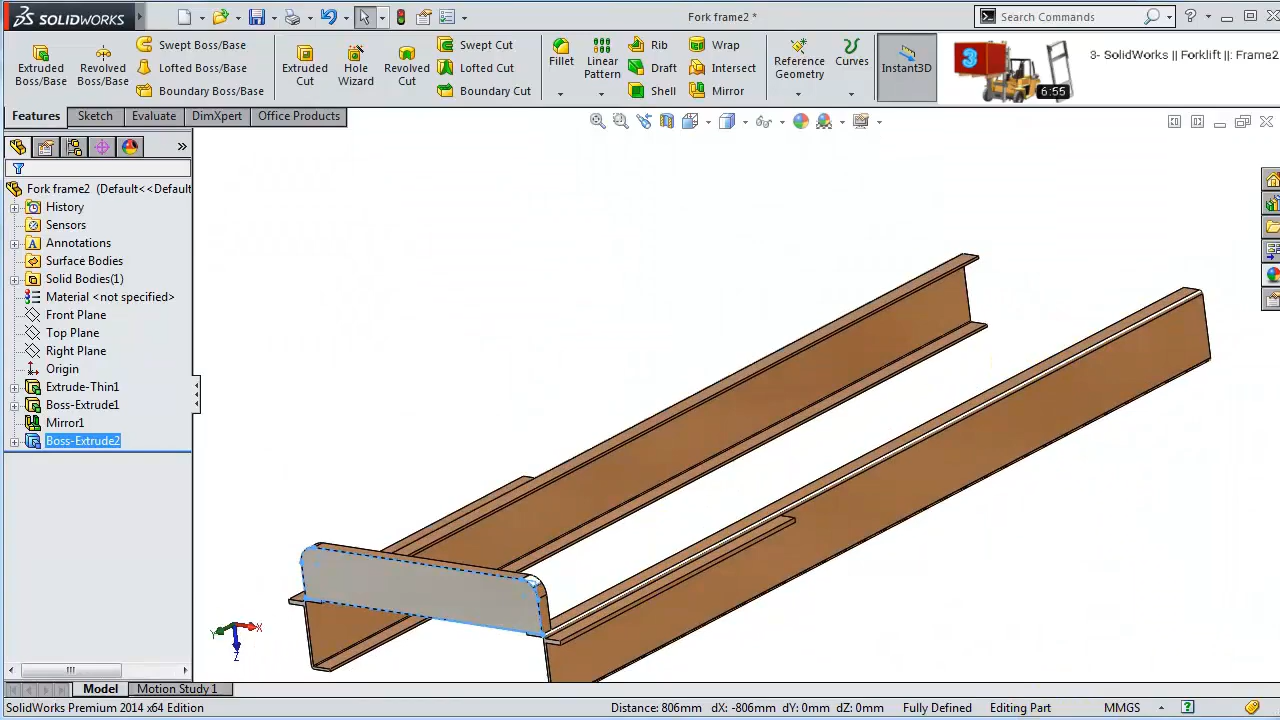 SOLIDWORKS
Fork frame2 *
Search Commands
Extruded Boss/Base
Revolved Boss/Base
Swept Boss/Base
Lofted Boss/Base
Boundary Boss/Base
Extruded Cut
Hole Wizard
Revolved Cut
Swept Cut
Lofted Cut
Boundary Cut
Fillet
Linear Pattern
Rib
Draft
Shell
Wrap
Intersect
Mirror
Reference Geometry
Curves
Instant3D
3
6:55
3- SolidWorks || Forklift ||: Frame2
Features
Sketch
Evaluate
DimXpert
Office Products
Fork frame2 (Default<<Default
History
Sensors
Annotations
Surface Bodies
Solid Bodies(1)
Material <not specified>
Front Plane
Top Plane
Right Plane
Origin
Extrude-Thin1
Boss-Extrude1
Mirror1
Boss-Extrude2
Y
X
Z
Model
Motion Study 1
SolidWorks Premium 2014 x64 Edition
Distance: 806mm dX: -806mm dY: 0mm dZ: 0mm
Fully Defined
Editing Part
MMGS